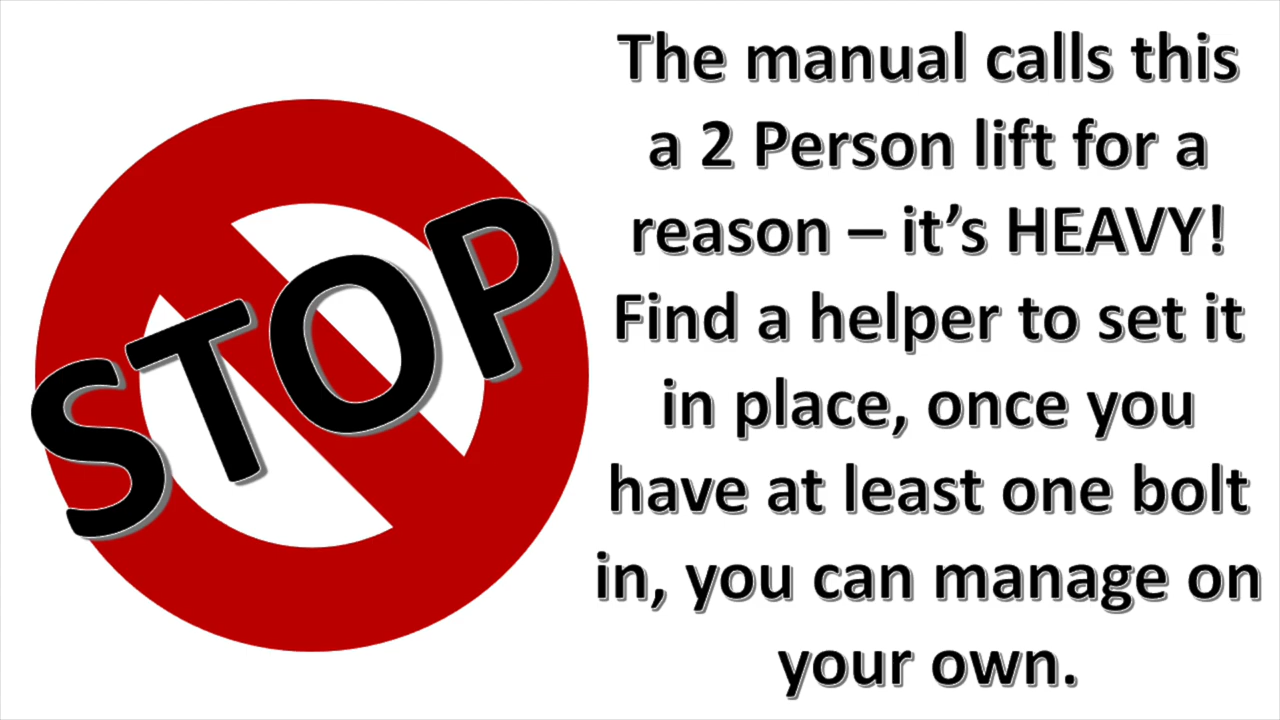 STOP
The manual calls this
a 2 Person lift for a
reason – it’s HEAVY!
Find a helper to set it
in place, once you
have at least one bolt
in, you can manage on
your own.